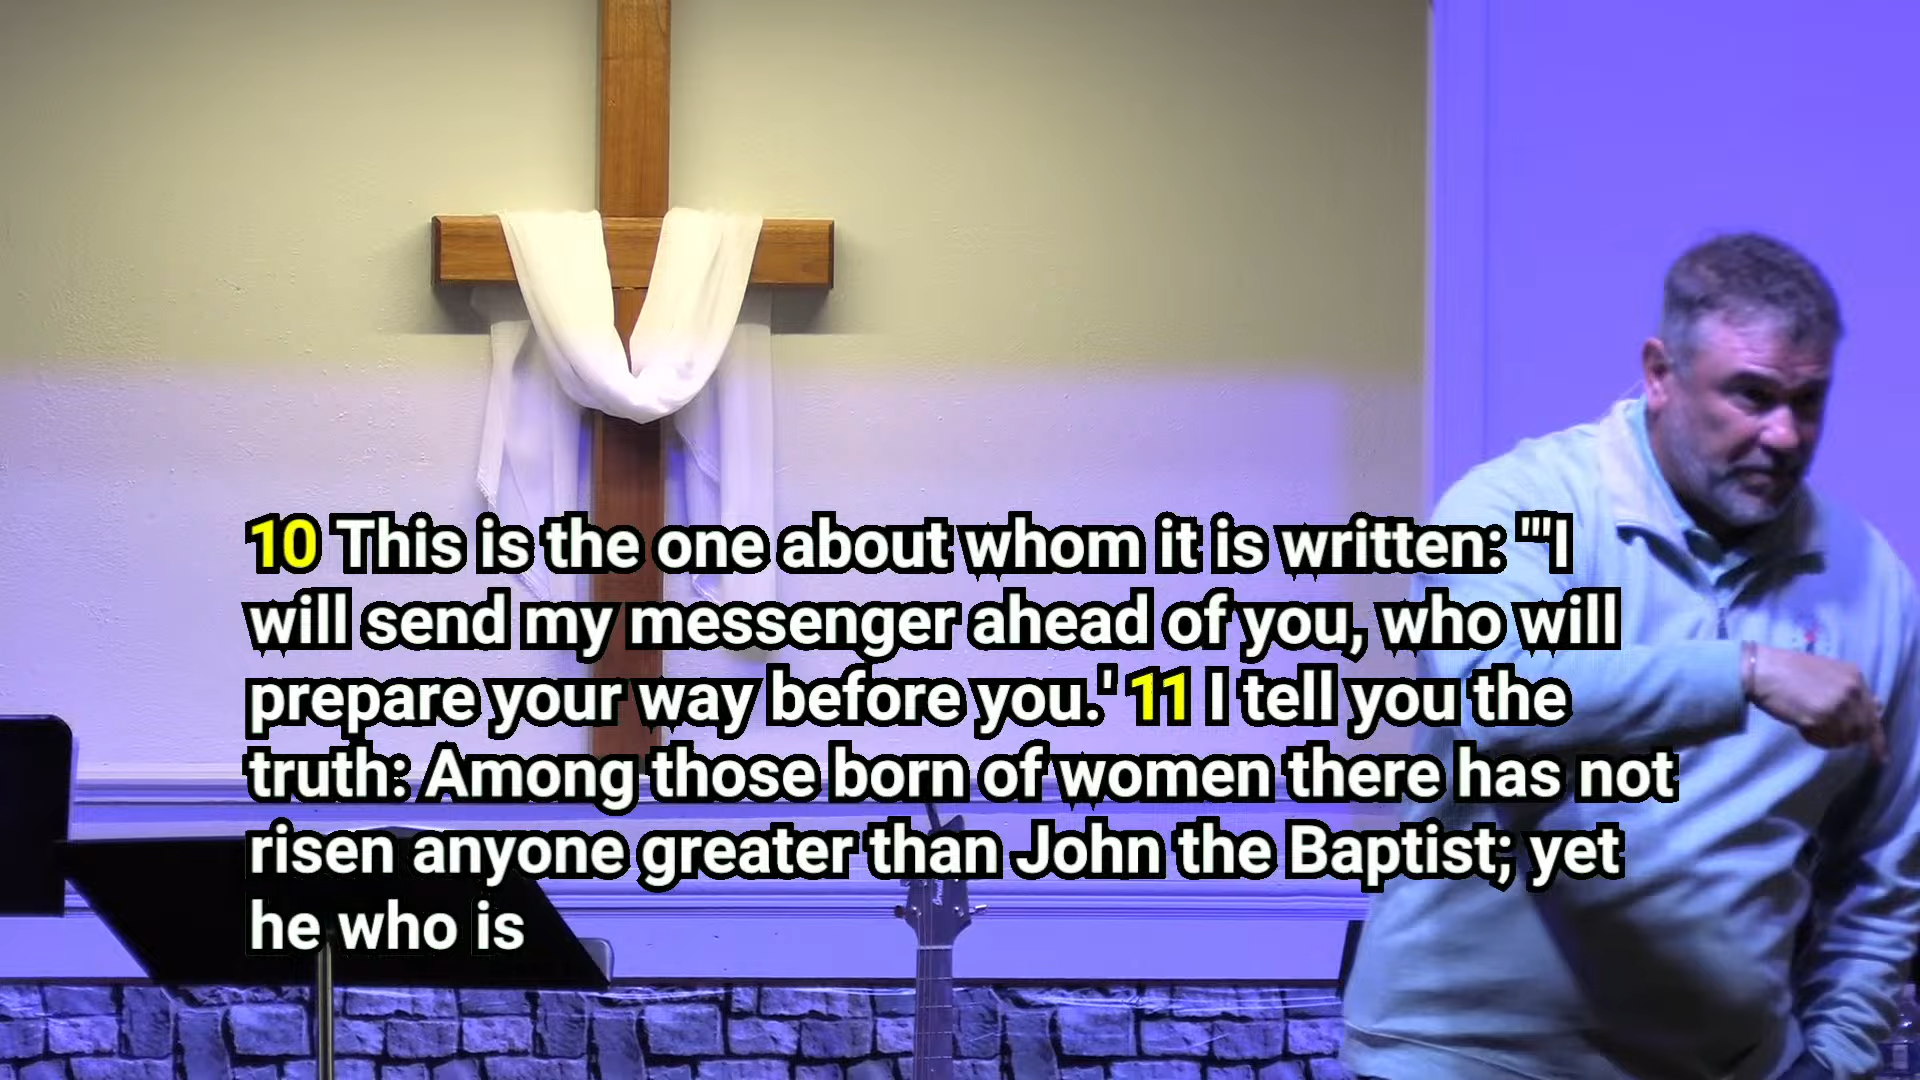 10 This is the one about whom it is written: "'I
will send my messenger ahead of you, who will
prepare your way before you.' 11 I tell you the
truth: Among those born of women there has not
risen anyone greater than John the Baptist; yet
he who is